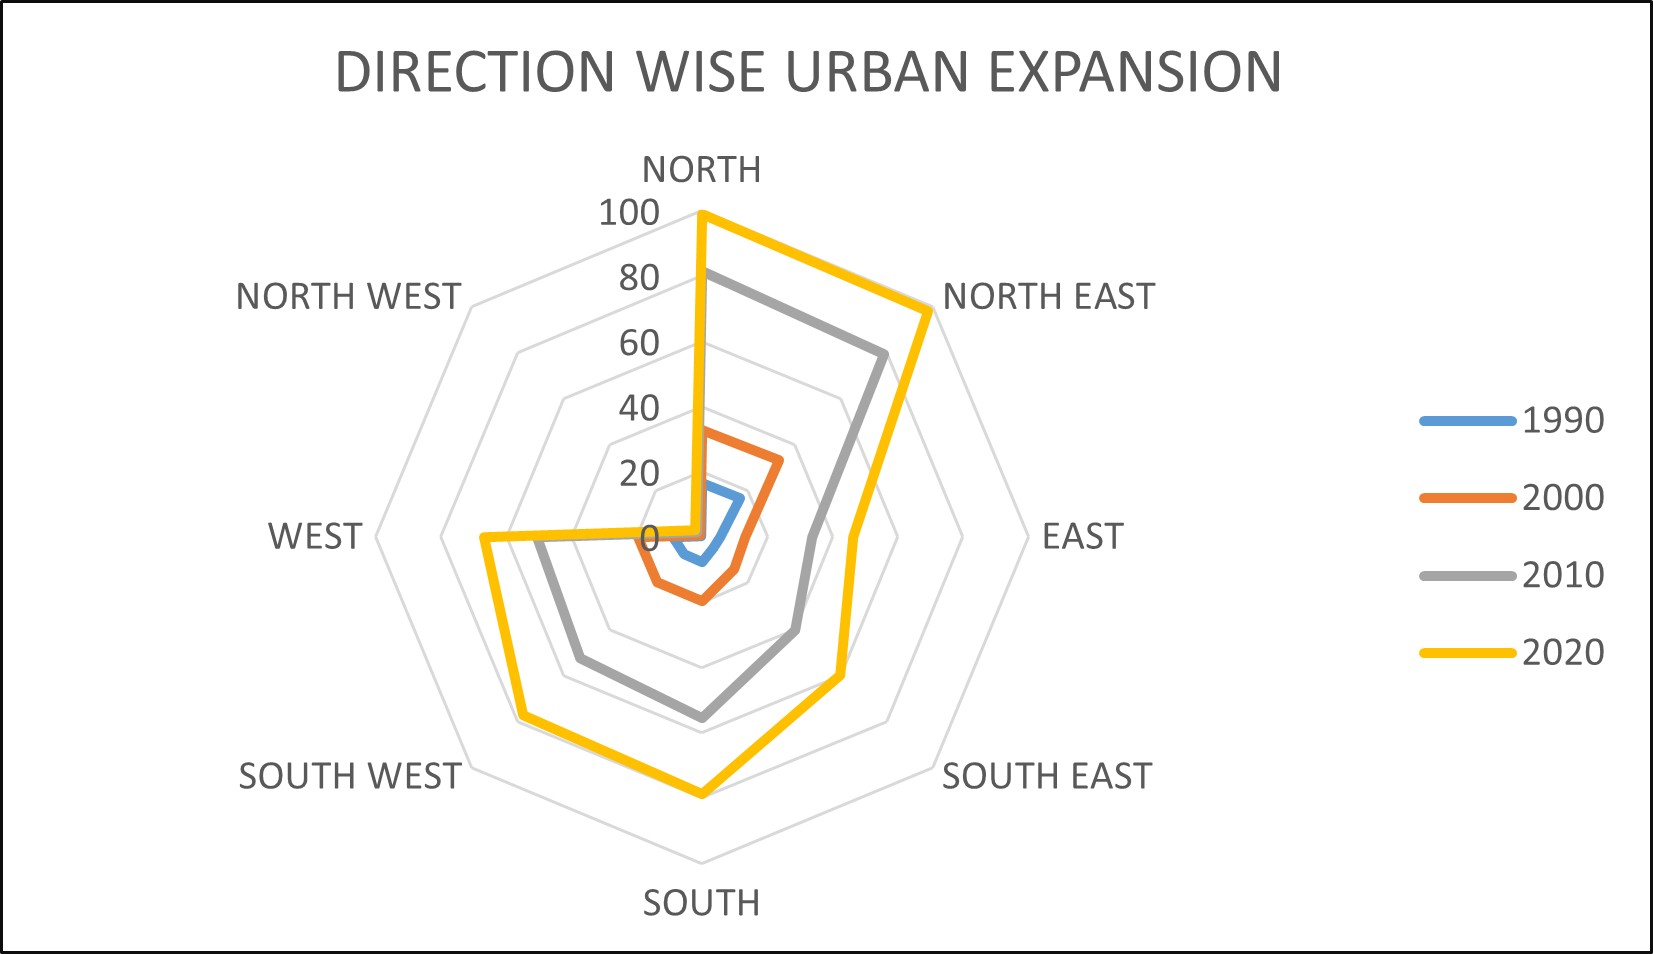 DIRECTION WISE URBAN EXPANSION
NORTH
100
80
60
40
20
0
NORTH WEST
NORTH EAST
WEST
EAST
SOUTH WEST
SOUTH EAST
SOUTH
1990
2000
2010
2020